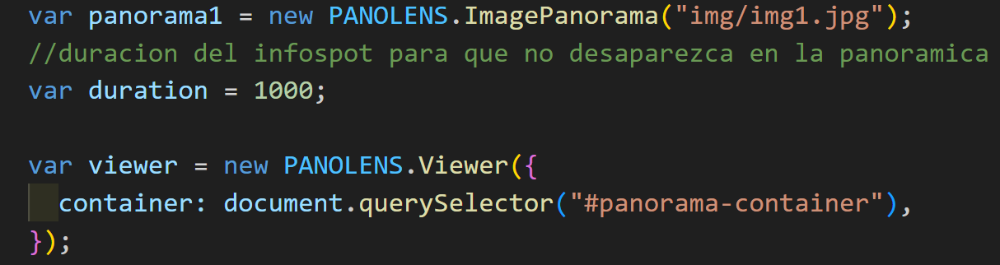 var panorama1 = new PANOLENS.ImagePanorama("img/img1.jpg");
//duracion del infospot para que no desaparezca en la panoramica
var duration = 1000;
var viewer = new PANOLENS.Viewer({
container: document.querySelector("#panorama-container"),
});